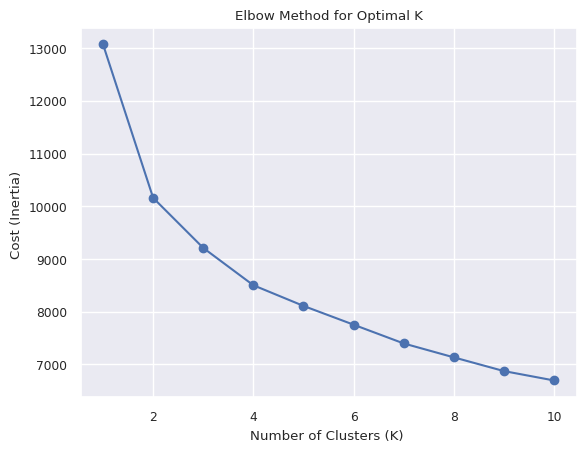 Elbow Method for Optimal K
13000
12000
11000
10000
9000
8000
7000
Cost (Inertia)
2 4 6 8 10
Number of Clusters (K)